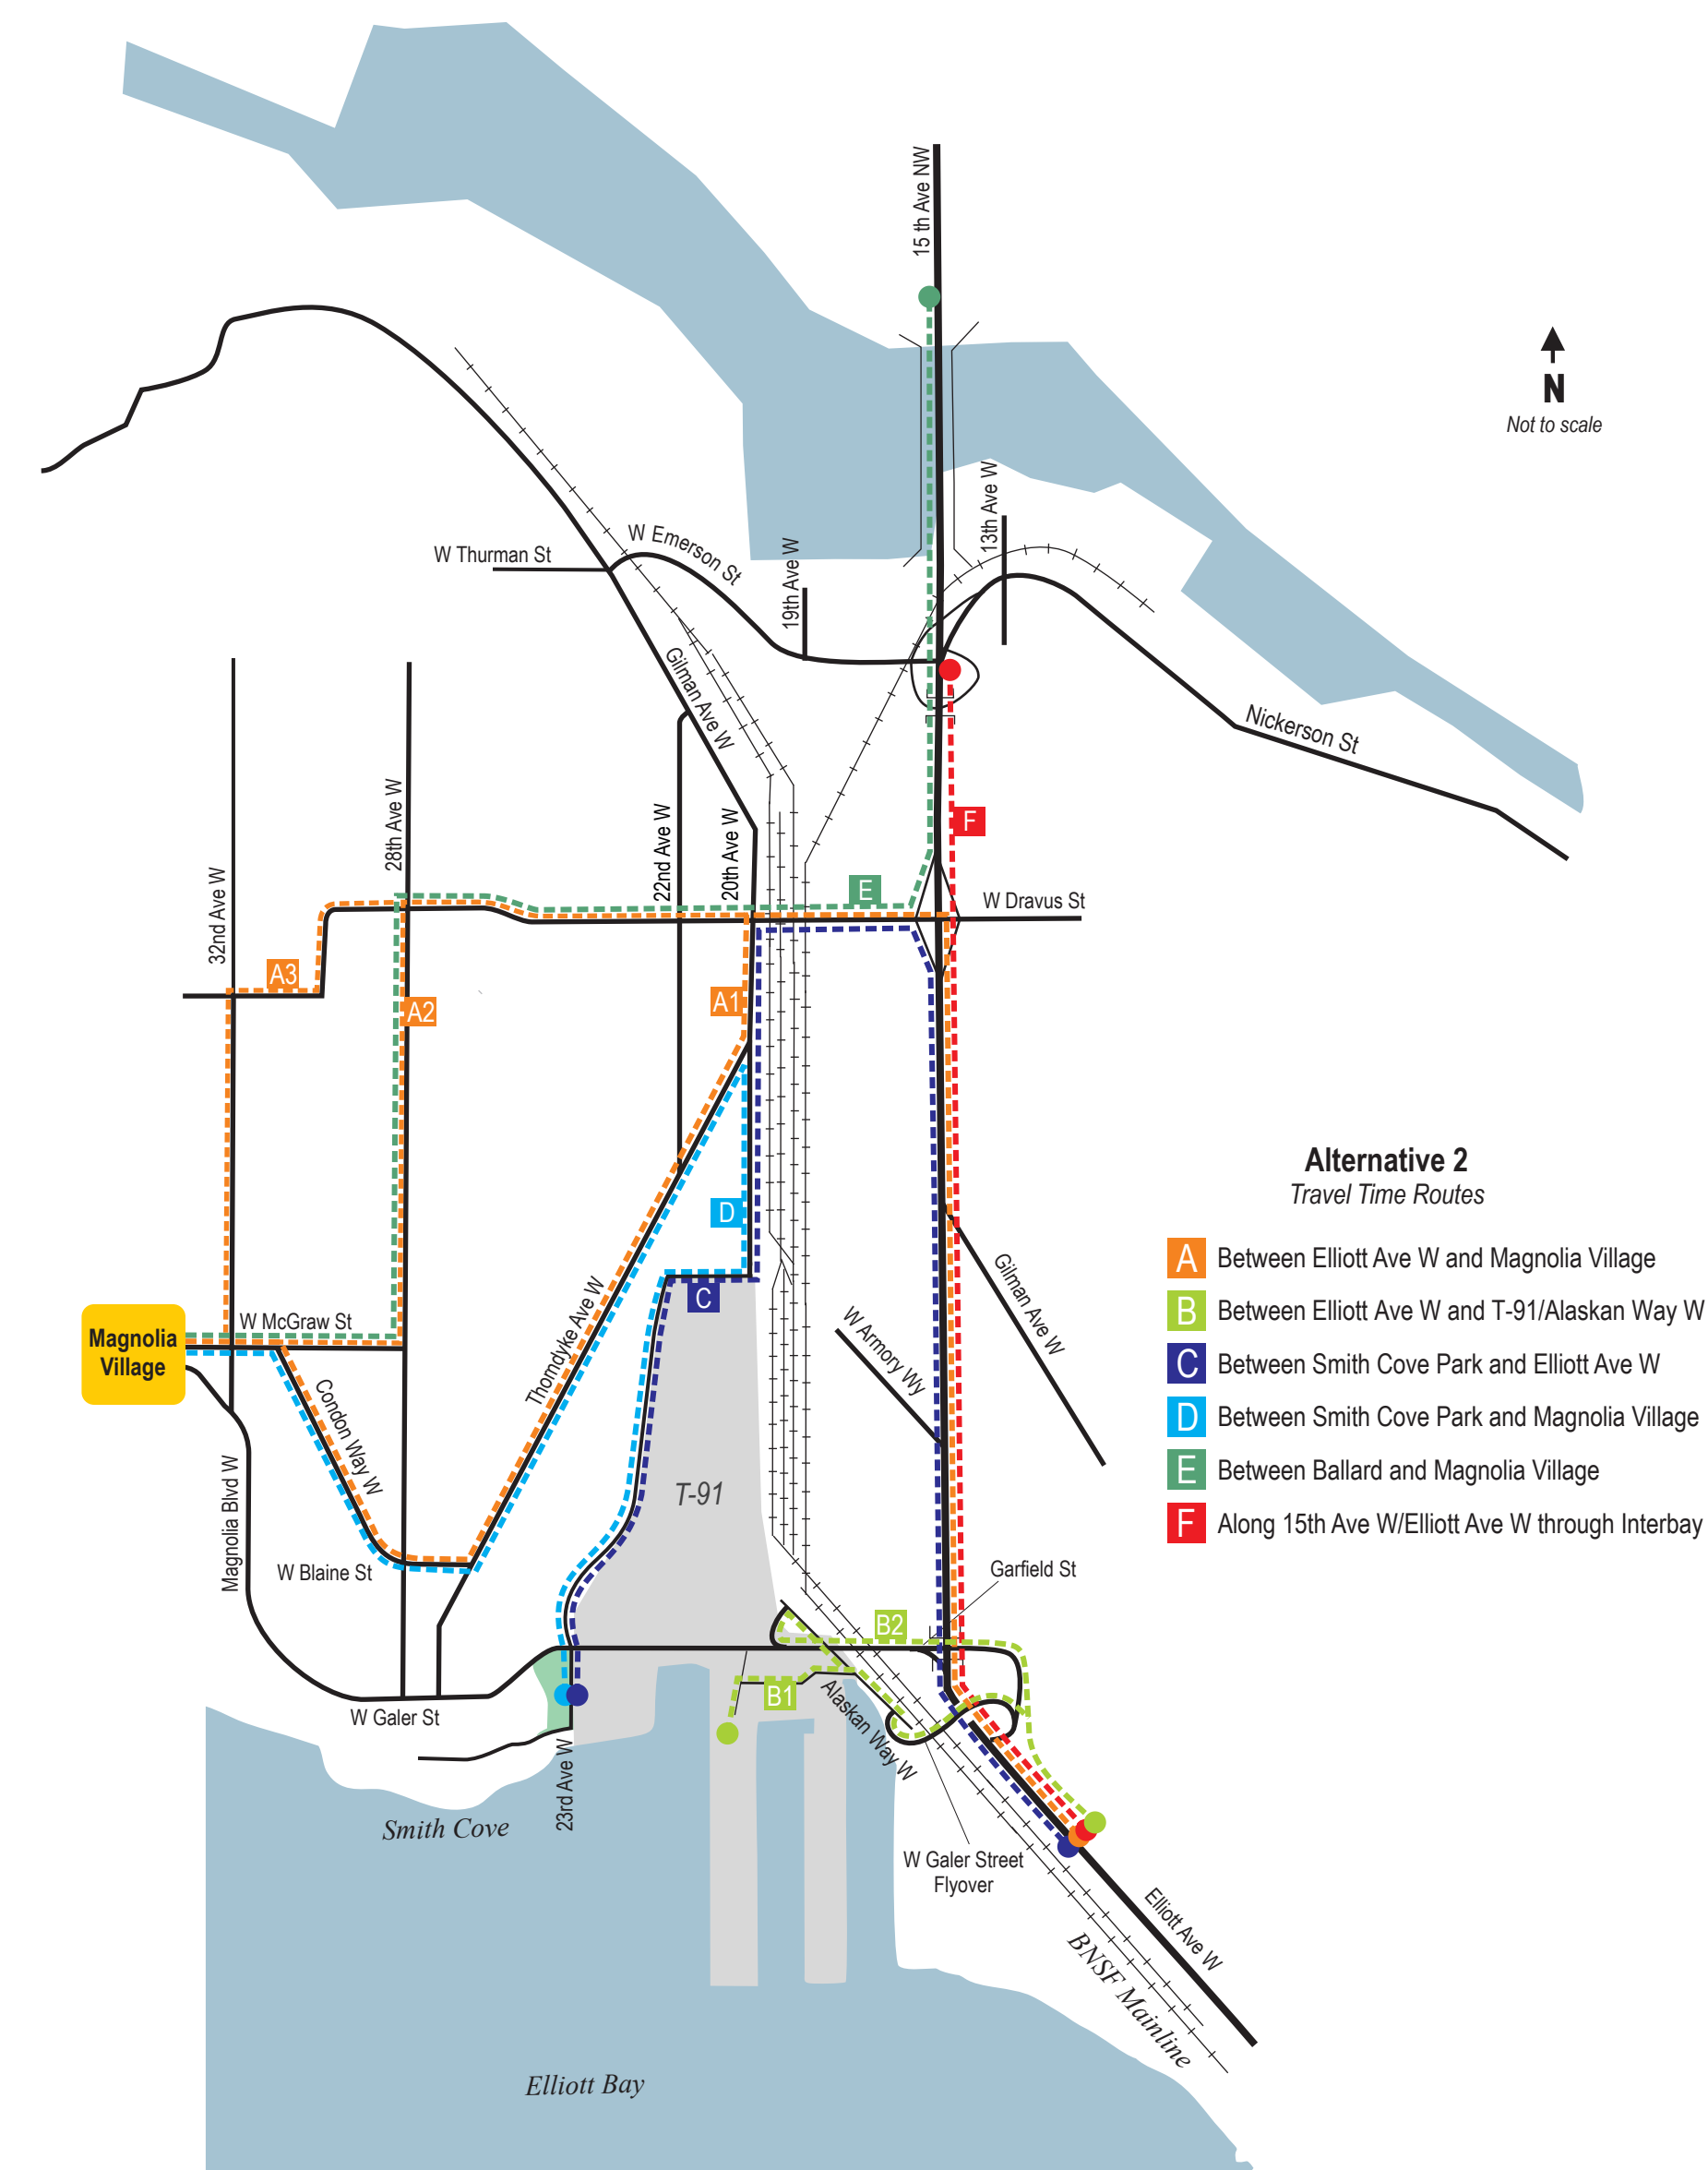 15 th Ave NW
N
Not to scale
13th Ave W
W Emerson St
W Thurman St
19th Ave W
Gilman Ave W
Nickerson St
28th Ave W
22nd Ave W
20th Ave W
F
32nd Ave W
E
W Dravus St
A3
A2
A1
Alternative 2
Travel Time Routes
D
A Between Elliott Ave W and Magnolia Village
B Between Elliott Ave W and T-91/Alaskan Way W
C Between Smith Cove Park and Elliott Ave W
D Between Smith Cove Park and Magnolia Village
E Between Ballard and Magnolia Village
F Along 15th Ave W/Elliott Ave W through Interbay
C
Gilman Ave W
W McGraw St
Magnolia
Village
Thorndyke Ave W
W Armory Wy
Condon Way W
Magnolia Blvd W
T-91
W Blaine St
Garfield St
B2
B1
Alaskan Way W
W Galer St
23rd Ave W
Smith Cove
W Galer Street
Flyover
Elliott Ave W
BNSF Mainline
Elliott Bay